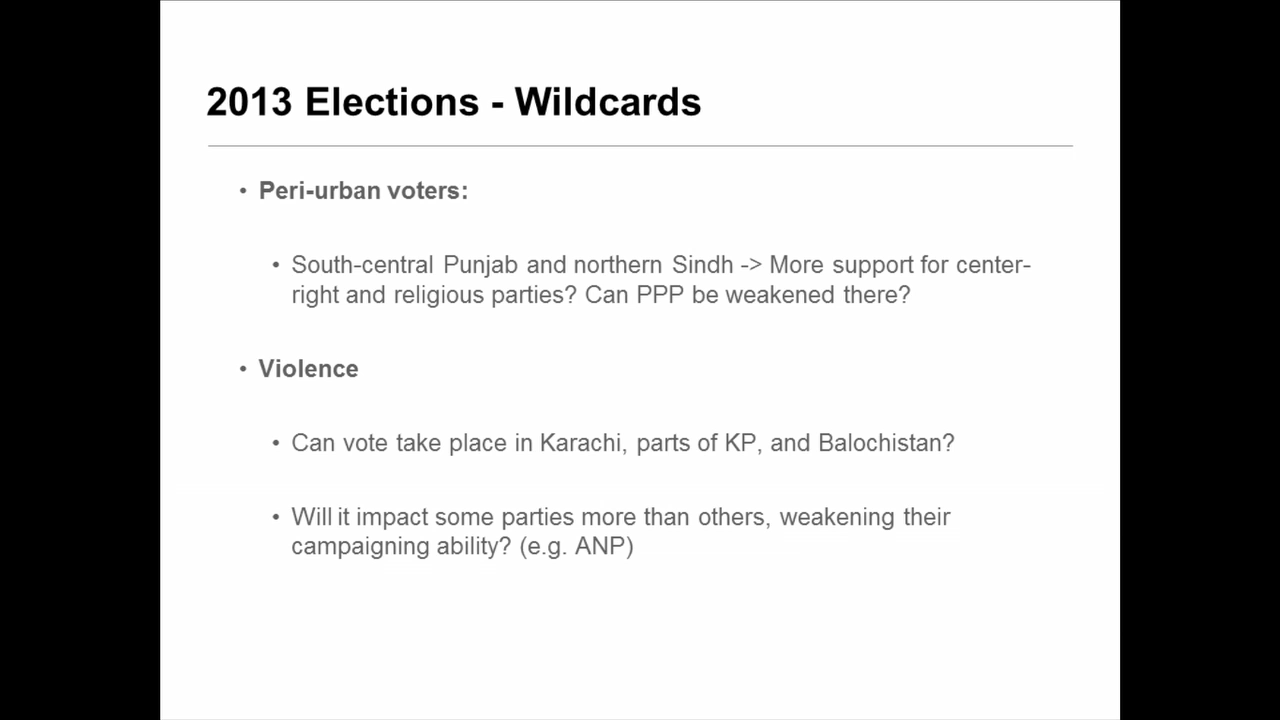 2013 Elections - Wildcards
• Peri-urban voters:
• South-central Punjab and northern Sindh -> More support for center-
right and religious parties? Can PPP be weakened there?
• Violence
• Can vote take place in Karachi, parts of KP, and Balochistan?
• Will it impact some parties more than others, weakening their
campaigning ability? (e.g. ANP)